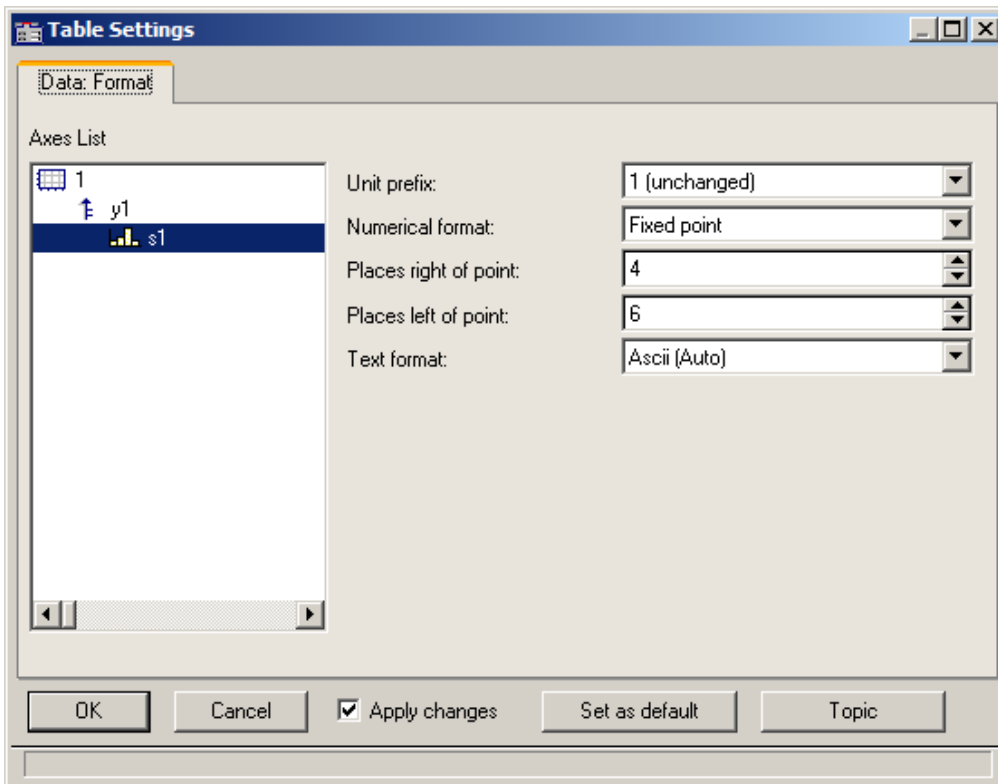 Table Settings
Data: Format
Axes List
1
y1
s1
Unit prefix: 1 (unchanged)
Numerical format: Fixed point
Places right of point: 4
Places left of point: 6
Text format: Ascii (Auto)
OK Cancel Apply changes Set as default Topic